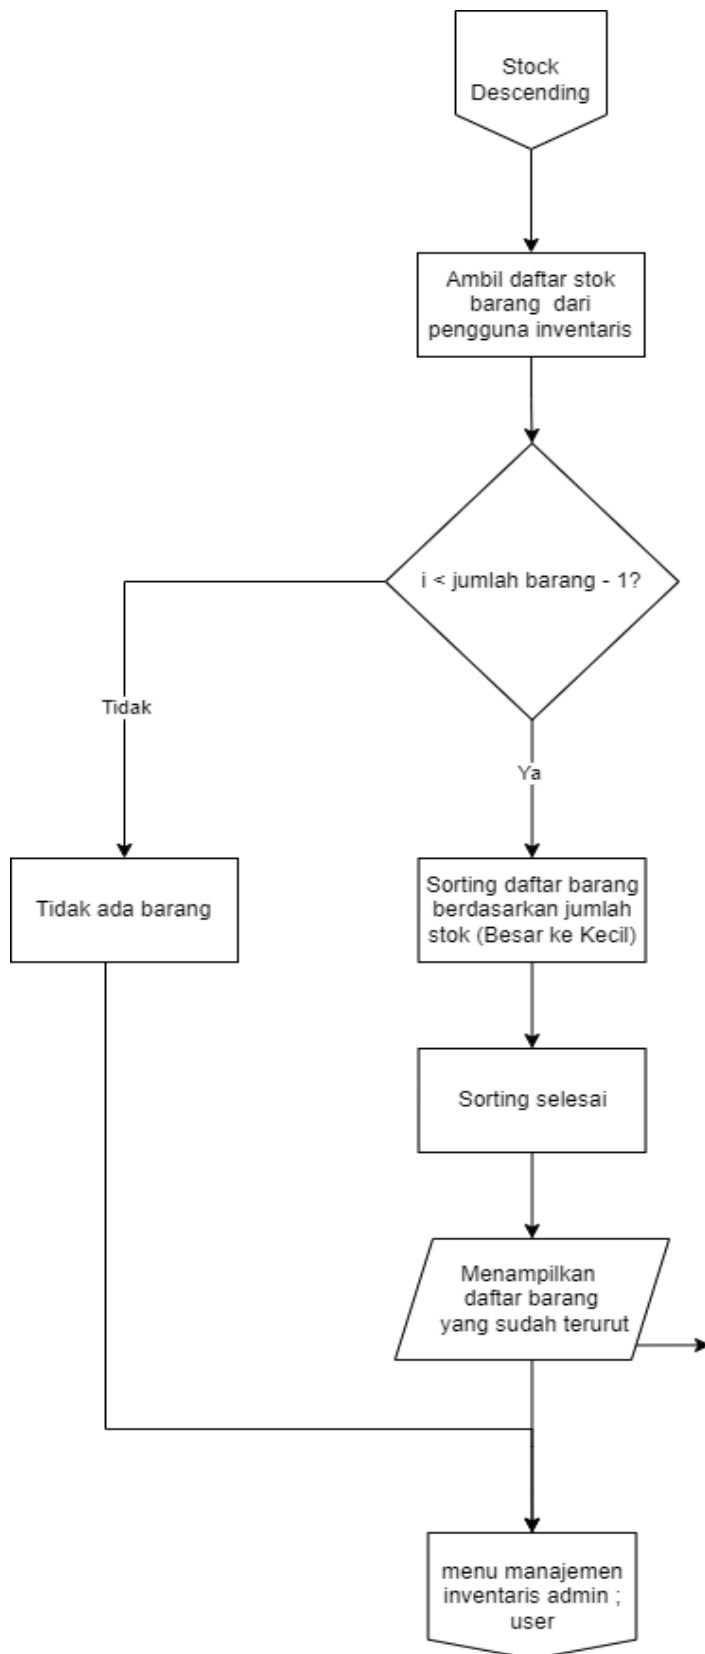 Stock
Descending
Ambil daftar stok
barang dari
pengguna inventaris
i < jumlah barang - 1?
Tidak
Ya
Tidak ada barang
Sorting daftar barang
berdasarkan jumlah
stok (Besar ke Kecil)
Sorting selesai
Menampilkan
daftar barang
yang sudah terurut
menu manajemen
inventaris admin ;
user